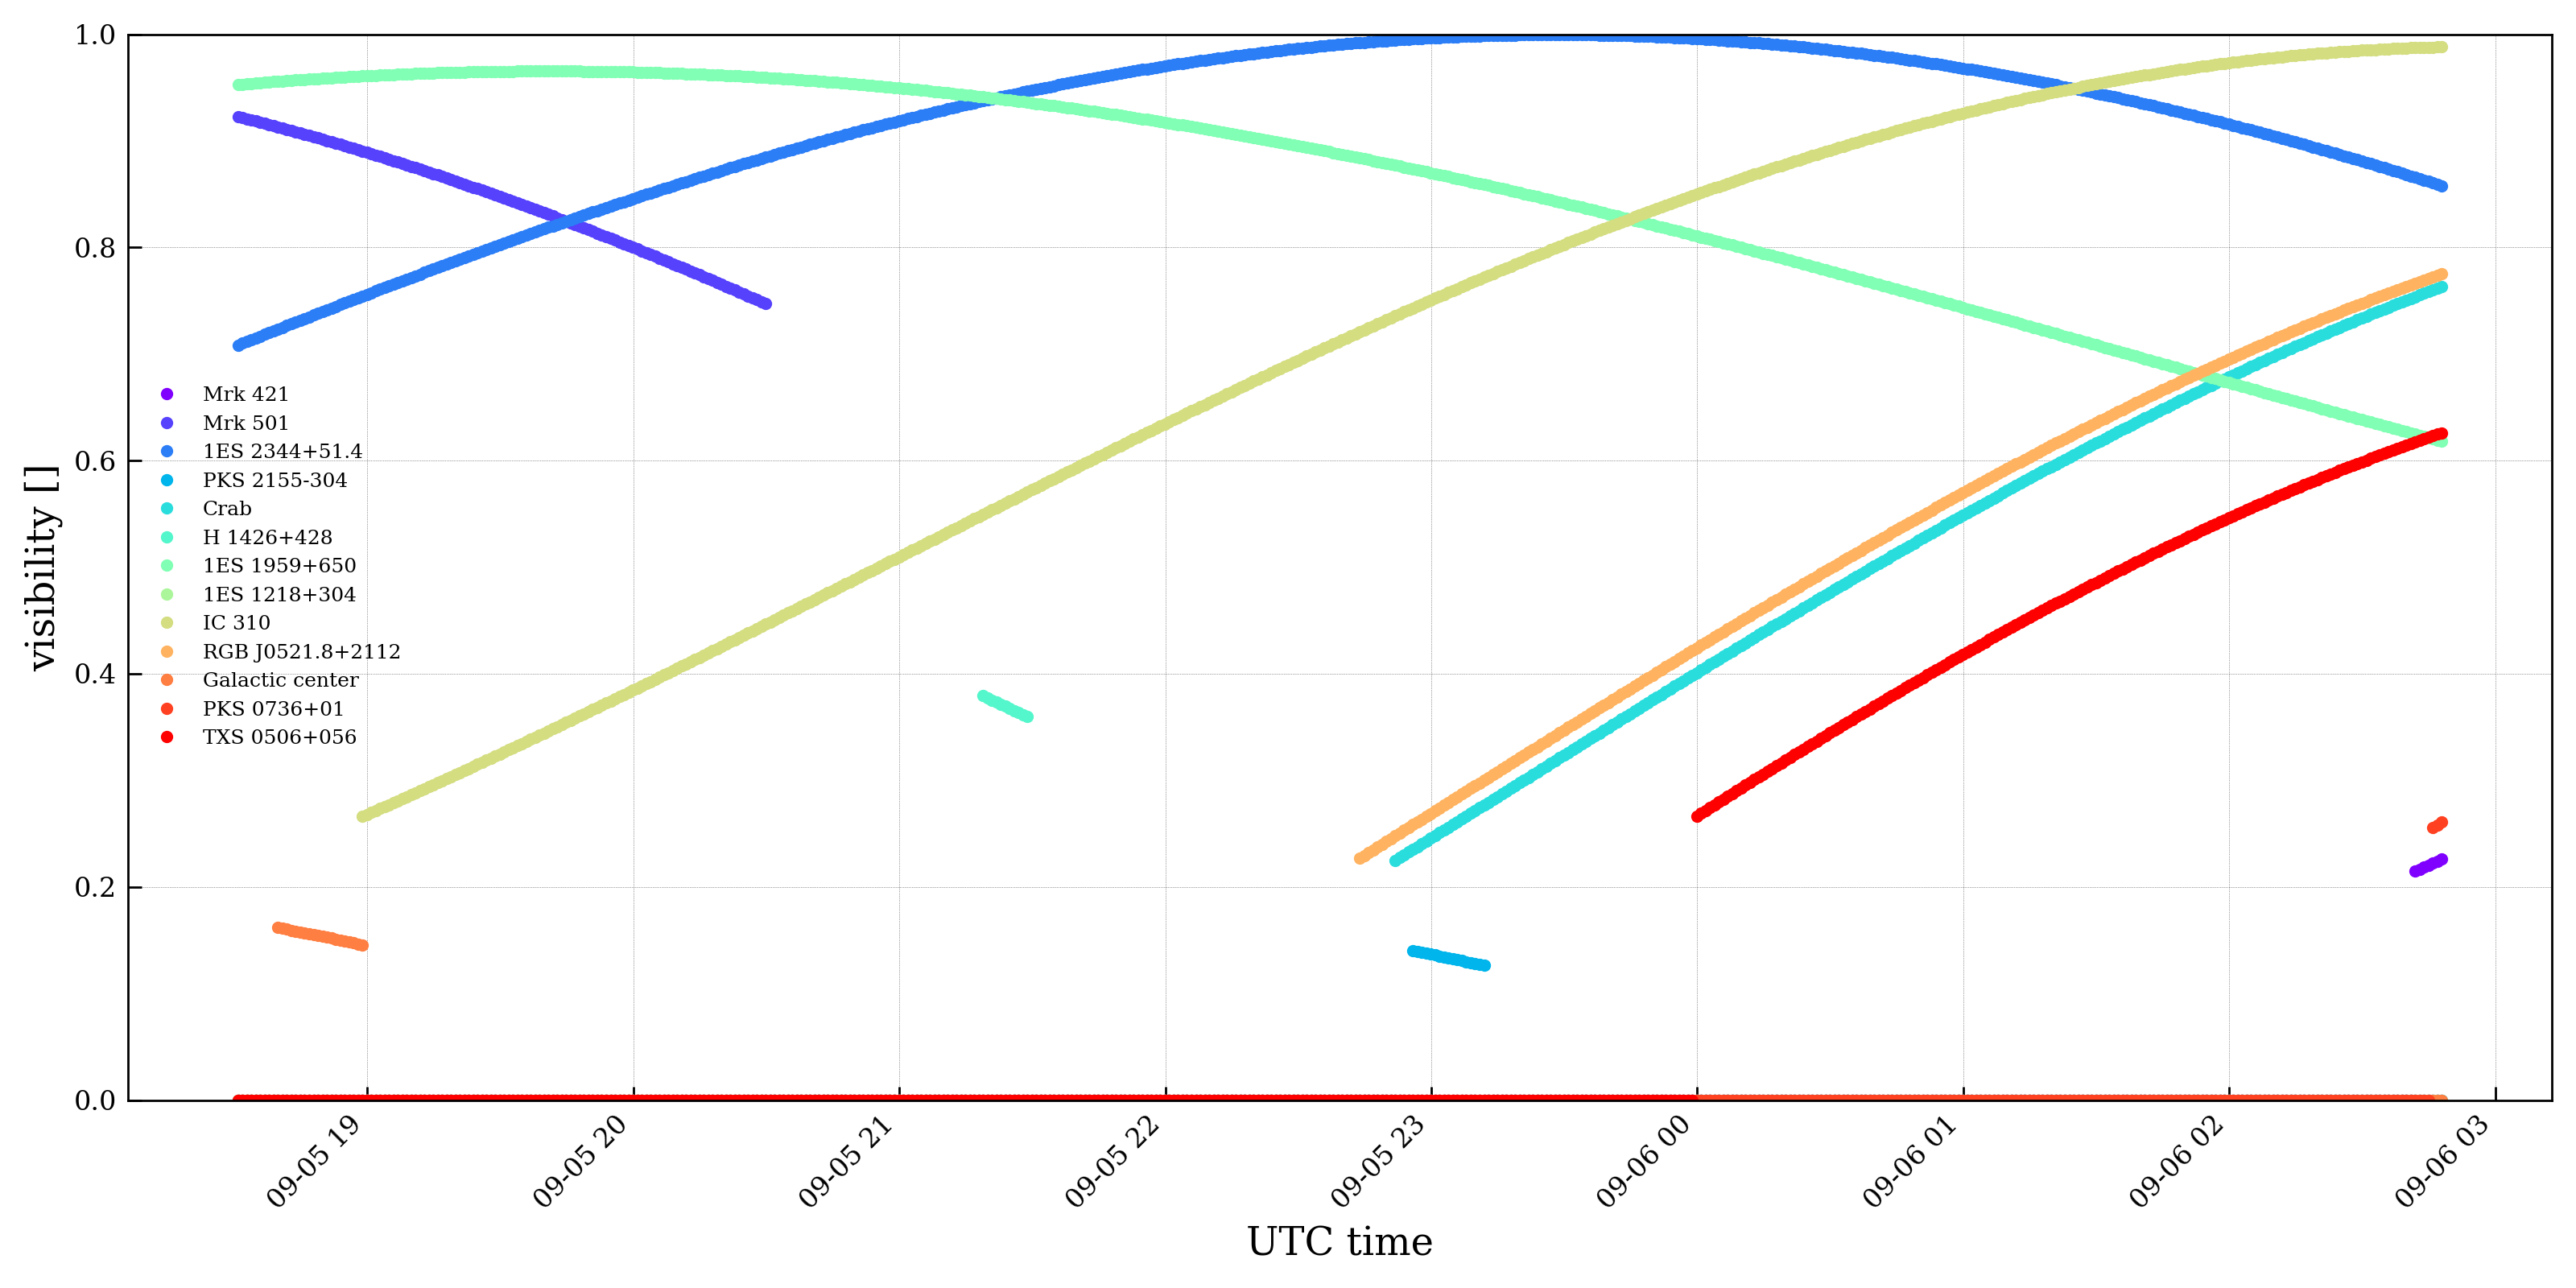 1.0
0.8
0.6
0.4
0.2
0.0
visibility []
Mrk 421
Mrk 501
1ES 2344+51.4
PKS 2155-304
Crab
H 1426+428
1ES 1959+650
1ES 1218+304
IC 310
RGB J0521.8+2112
Galactic center
PKS 0736+01
TXS 0506+056
09-05 19
09-05 20
09-05 21
09-05 22
09-05 23
09-06 00
09-06 01
09-06 02
09-06 03
UTC time